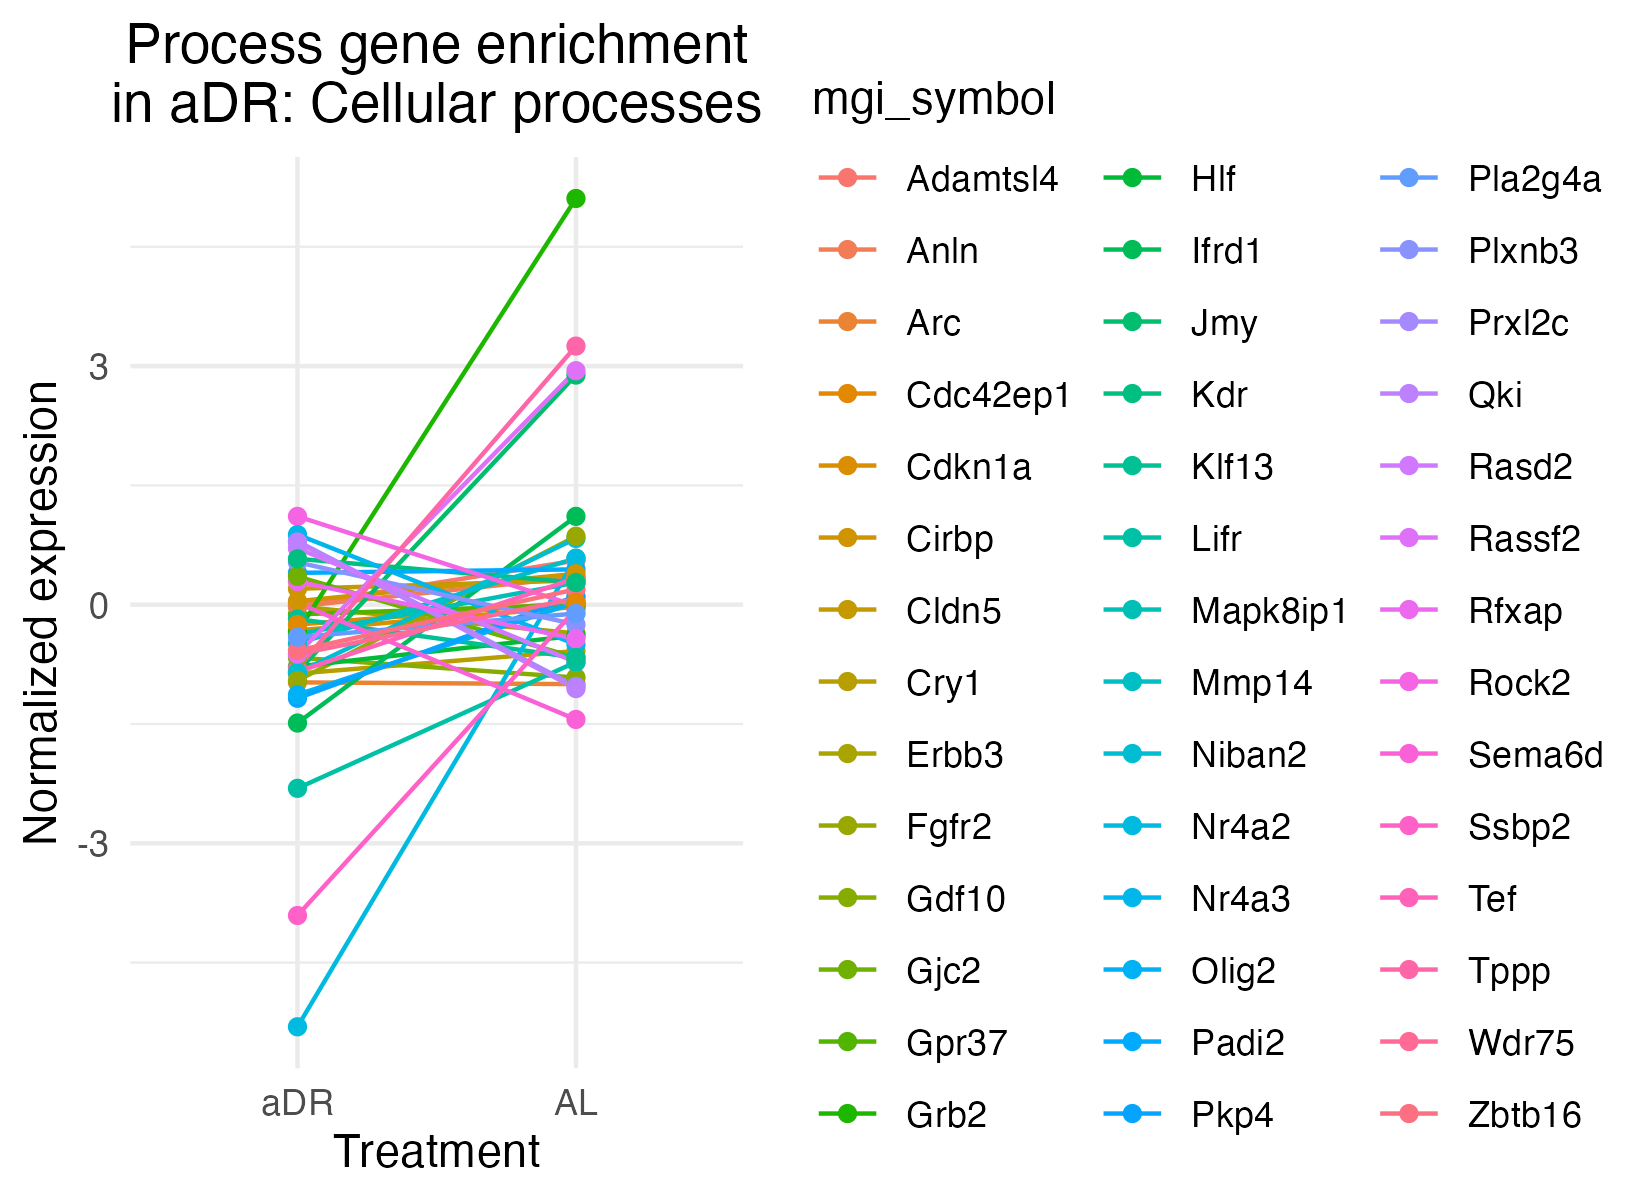 Process gene enrichment
in aDR: Cellular processes
Normalized expression
3
0
-3
aDR
AL
Treatment
mgi_symbol
Adamtsl4
Anln
Arc
Cdc42ep1
Cdkn1a
Cirbp
Cldn5
Cry1
Erbb3
Fgfr2
Gdf10
Gjc2
Gpr37
Grb2
Hlf
Ifrd1
Jmy
Kdr
Klf13
Lifr
Mapk8ip1
Mmp14
Niban2
Nr4a2
Nr4a3
Olig2
Padi2
Pkp4
Pla2g4a
Plxnb3
Prxl2c
Qki
Rasd2
Rassf2
Rfxap
Rock2
Sema6d
Ssbp2
Tef
Tppp
Wdr75
Zbtb16